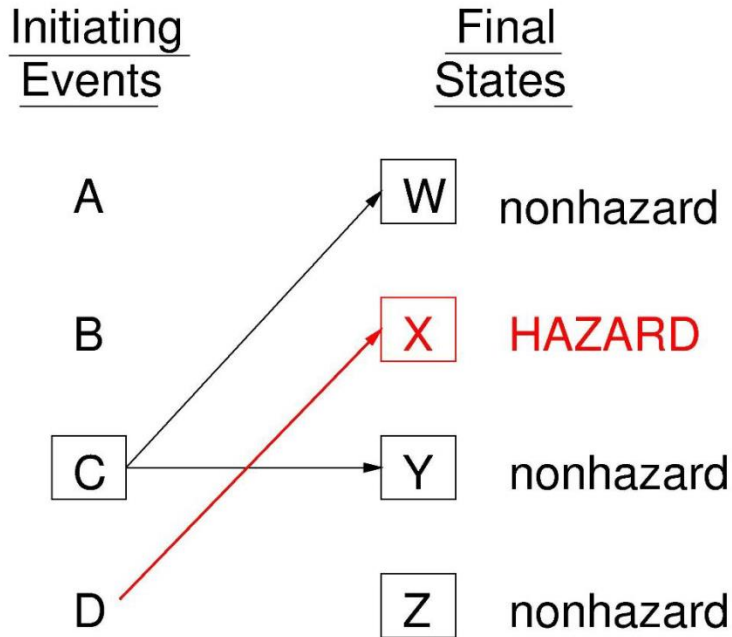 Initiating Events
Final States
A
W nonhazard
B
X HAZARD
C
Y nonhazard
D
Z nonhazard